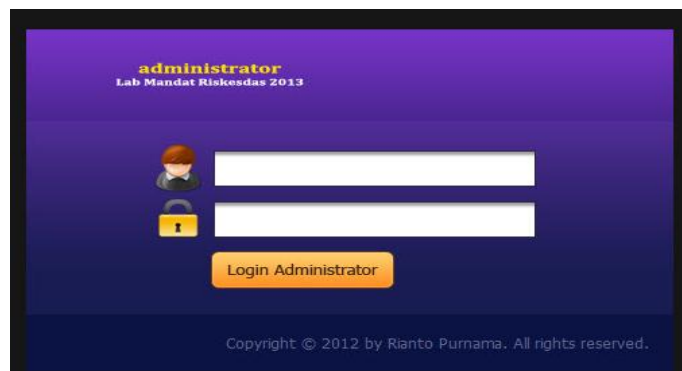 administrator
Lab Mandat Riskesdas 2013
Login Administrator
Copyright © 2012 by Rianto Purnama. All rights reserved.